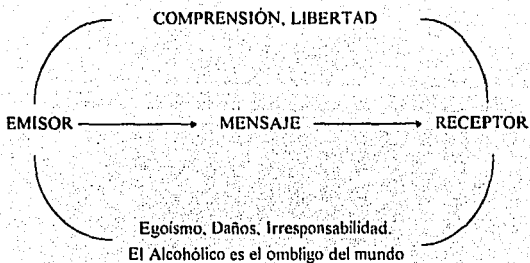 COMPRENSIÓN, LIBERTAD
EMISOR MENSAJE RECEPTOR
Egoísmo, Daños, Irresponsabilidad.
El Alcohólico es el ombligo del mundo